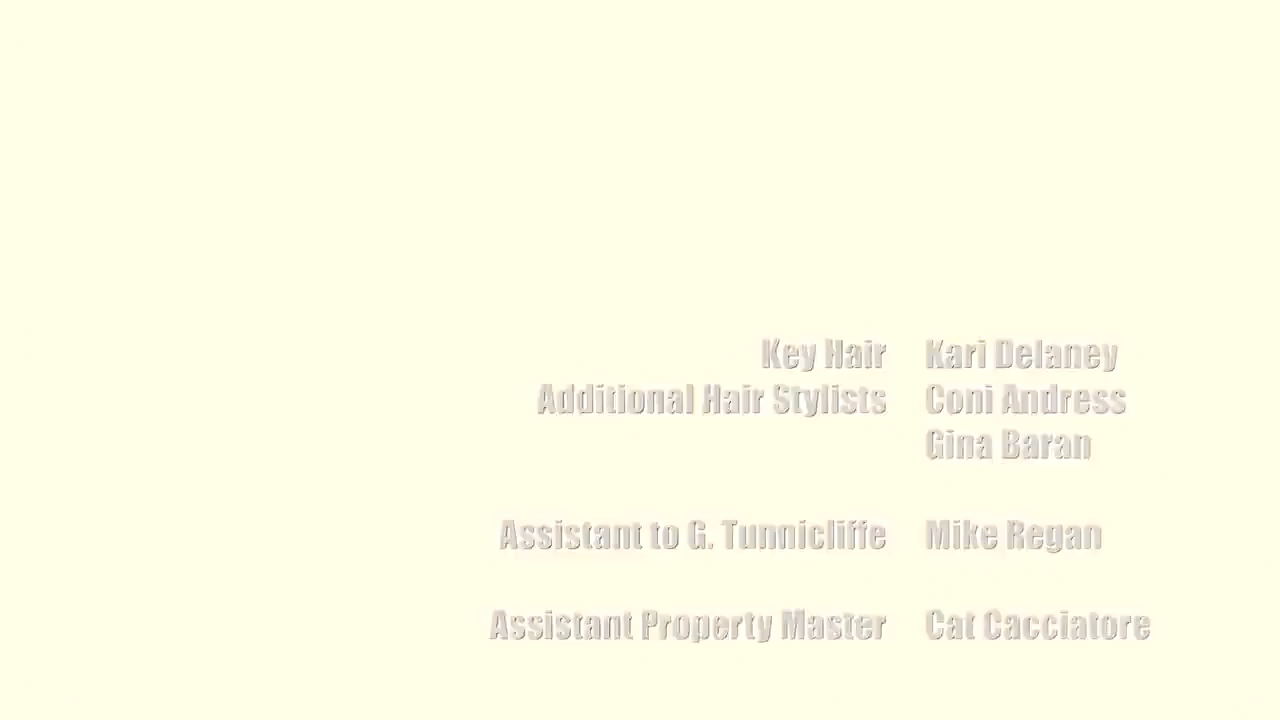 Key Hair Kari Delaney
Additional Hair Stylists Coni Andress
Gina Baran
Assistant to G. Tunnicliffe Mike Regan
Assistant Property Master Cat Cacciatore